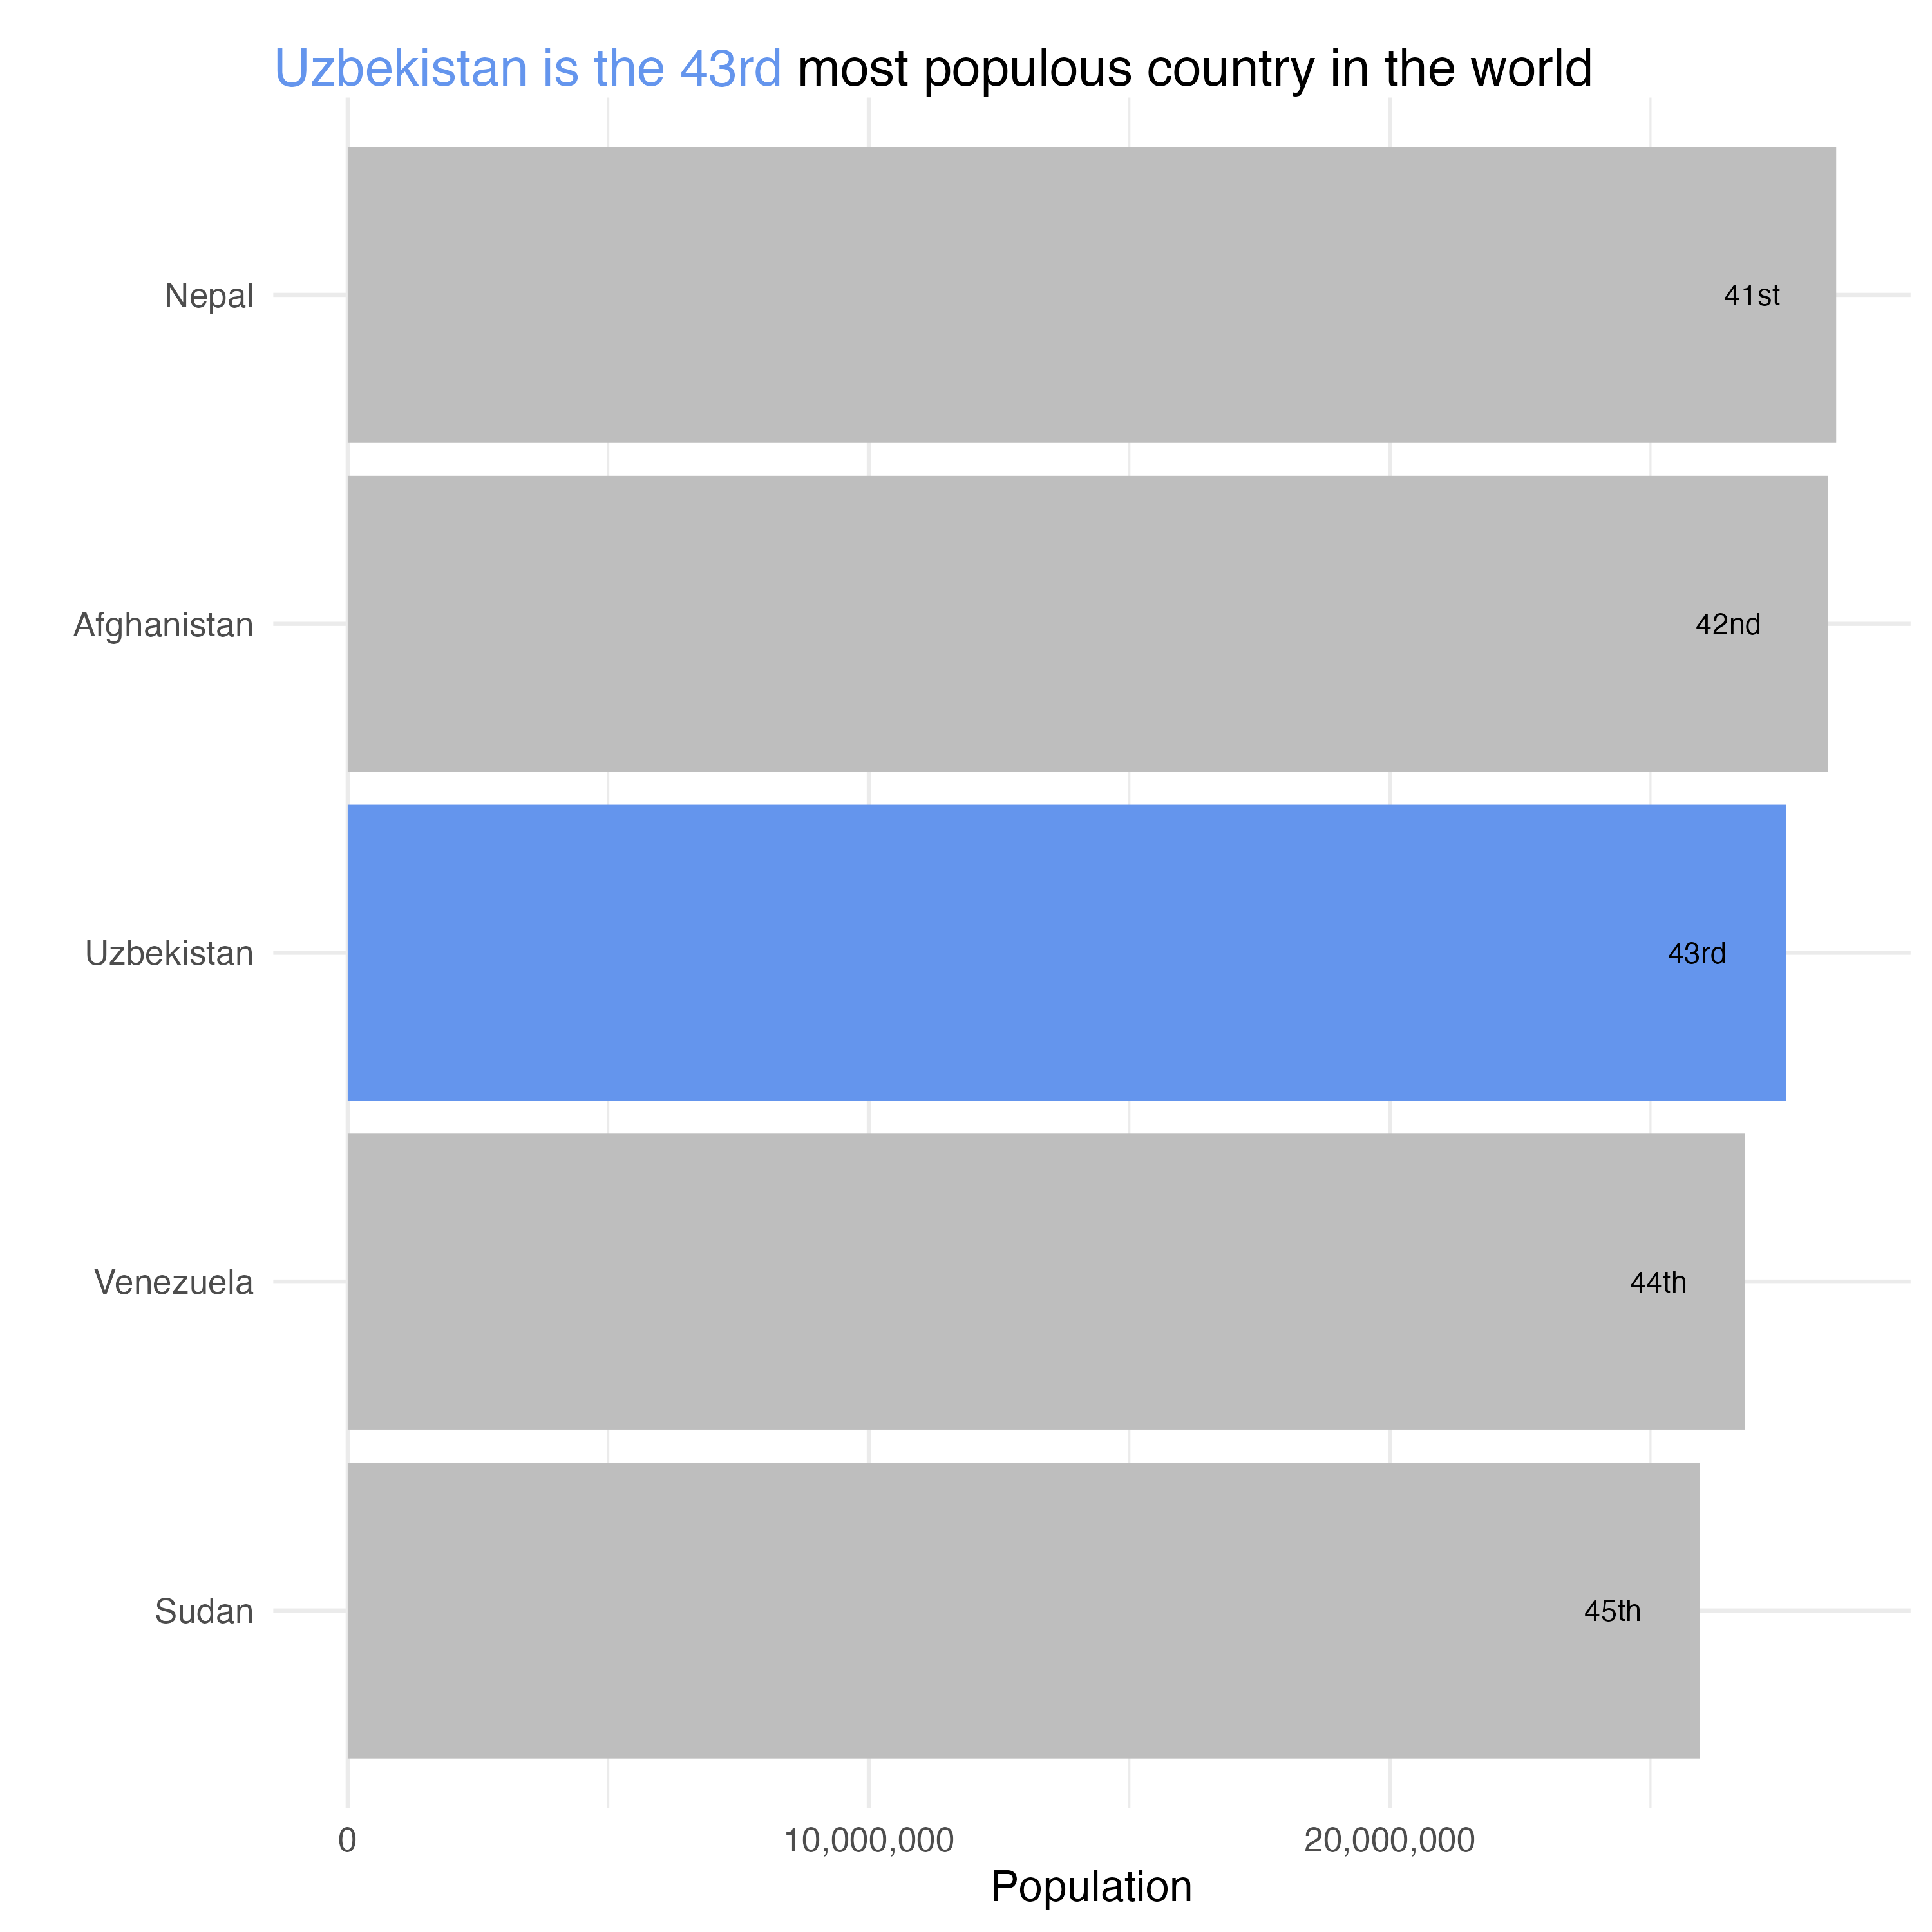 Uzbekistan is the 43rd most populous country in the world
Nepal
41st
Afghanistan
42nd
Uzbekistan
43rd
Venezuela
44th
Sudan
45th
0
10,000,000
20,000,000
Population